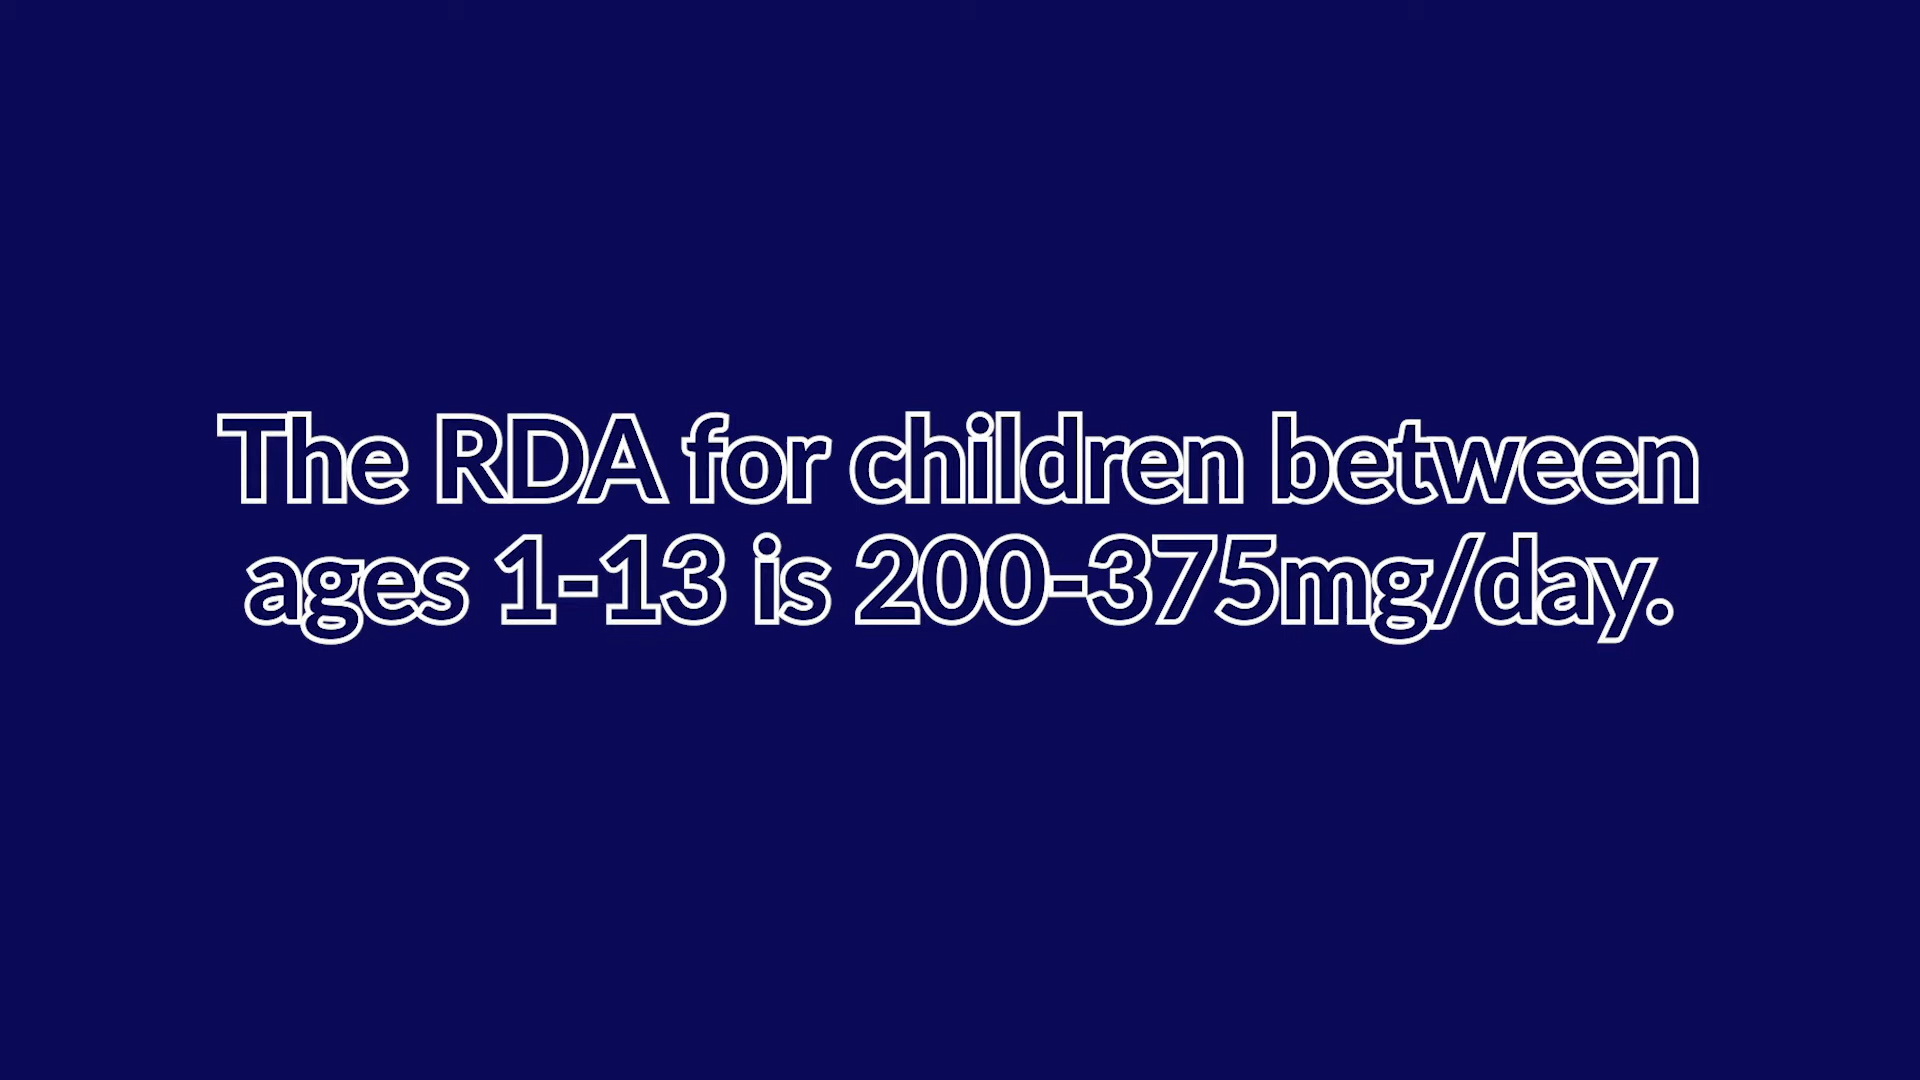 The RDA for children between
ages 1-13 is 200-375mg/day.